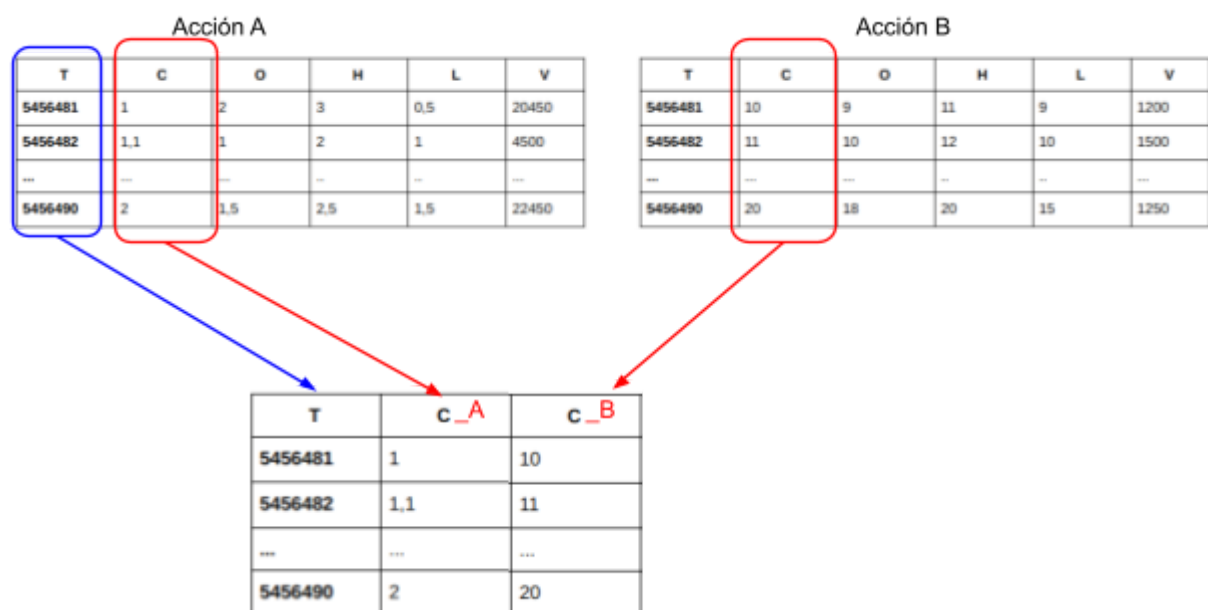 Acción A
T C O H L V
5456481 1 2 3 0,5 20450
5456482 1,1 1 2 1 4500
... ... ... ... ... ...
5456490 2 1,5 2,5 1,5 22450
Acción B
T C O H L V
5456481 10 9 11 9 1200
5456482 11 10 12 10 1500
... ... ... ... ... ...
5456490 20 18 20 15 1250
T C_A C_B
5456481 1 10
5456482 1,1 11
... ... ...
5456490 2 20